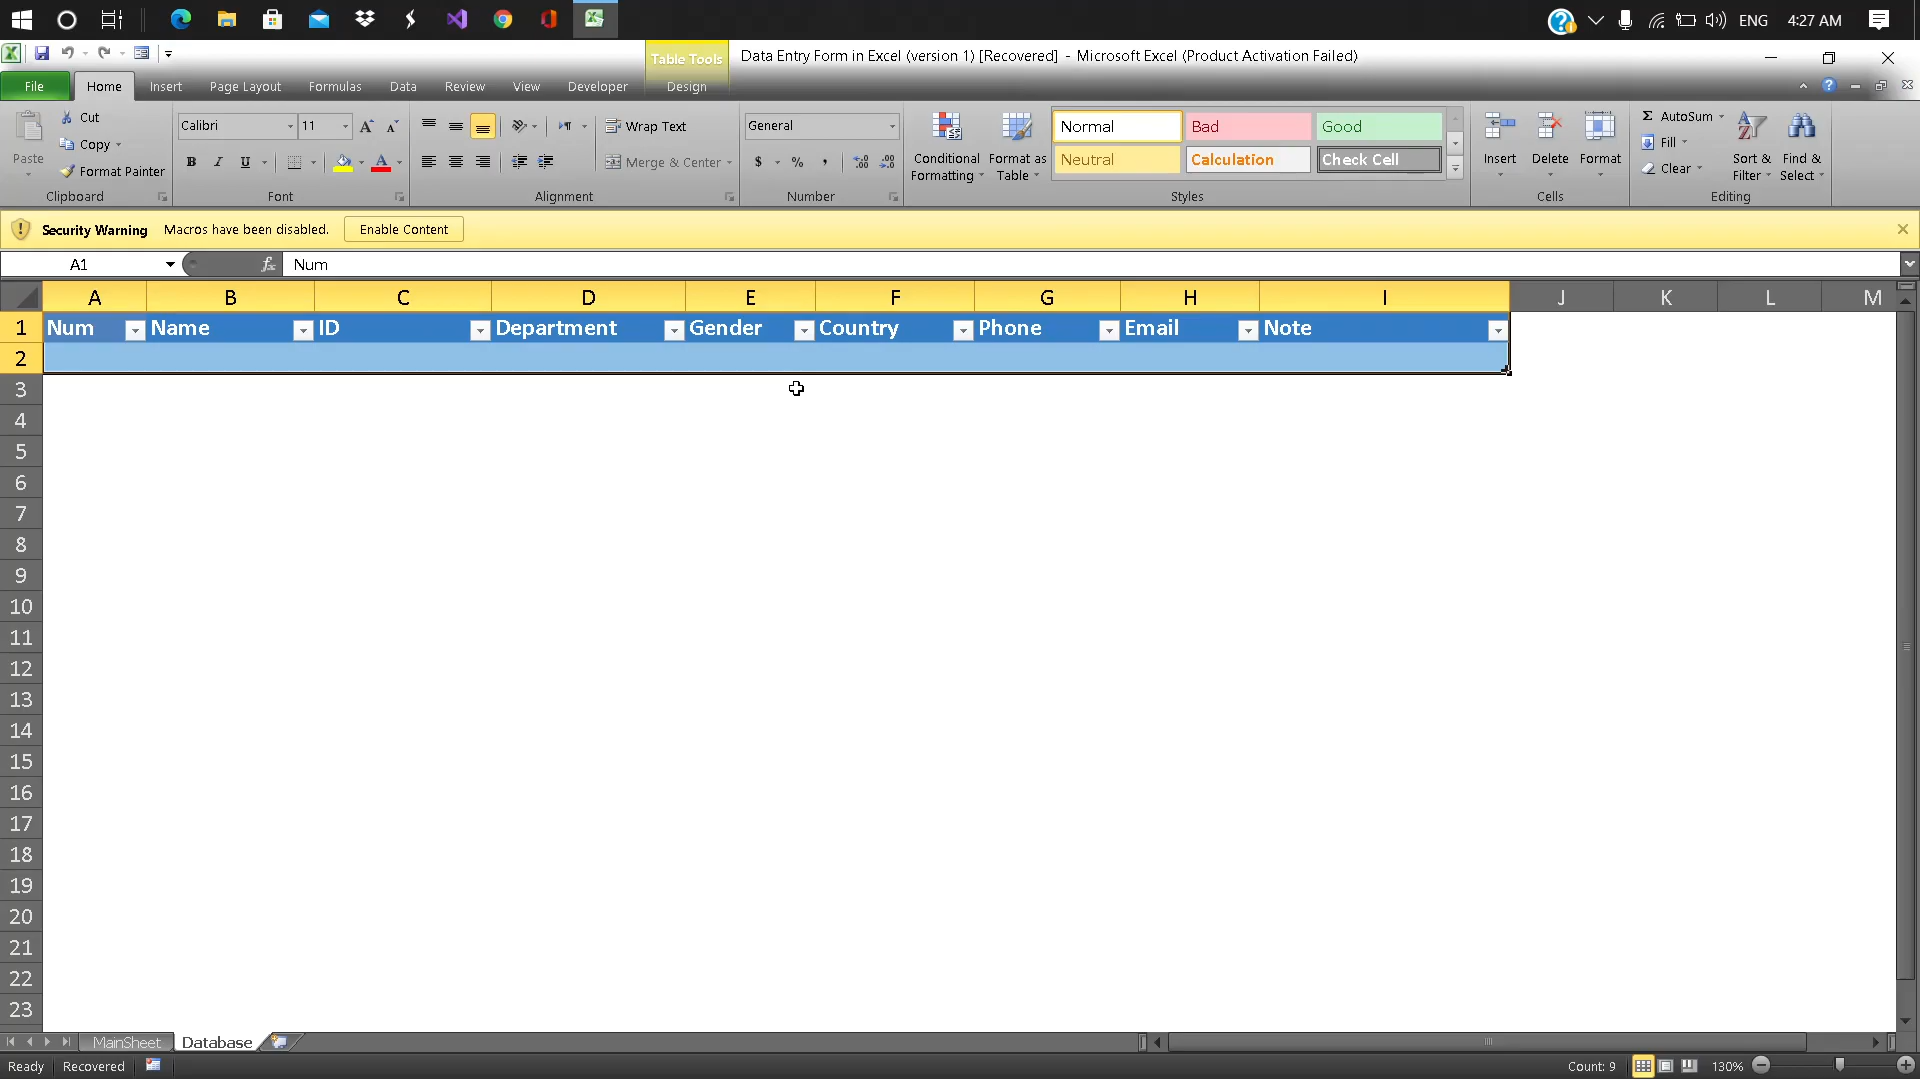 ENG 4:27 AM
Table Tools Data Entry Form in Excel (version 1) [Recovered] - Microsoft Excel (Product Activation Failed)
File Home Insert Page Layout Formulas Data Review View Developer Design
Paste
Cut
Copy
Format Painter
Clipboard
Calibri 11
B I U A
Font
Wrap Text
Merge & Center
Alignment
General
$ % ,
Number
Conditional Formatting
Format as Table
Normal Bad Good
Neutral Calculation Check Cell
Styles
Insert Delete Format
Cells
Σ AutoSum
Fill
Clear
Sort & Filter
Find & Select
Editing
Security Warning Macros have been disabled. Enable Content
A1 fx Num
A B C D E F G H I J K L M
1 Num Name ID Department Gender Country Phone Email Note
2
3
4
5
6
7
8
9
10
11
12
13
14
15
16
17
18
19
20
21
22
23
MainSheet Database
Ready Recovered Count: 9 130%